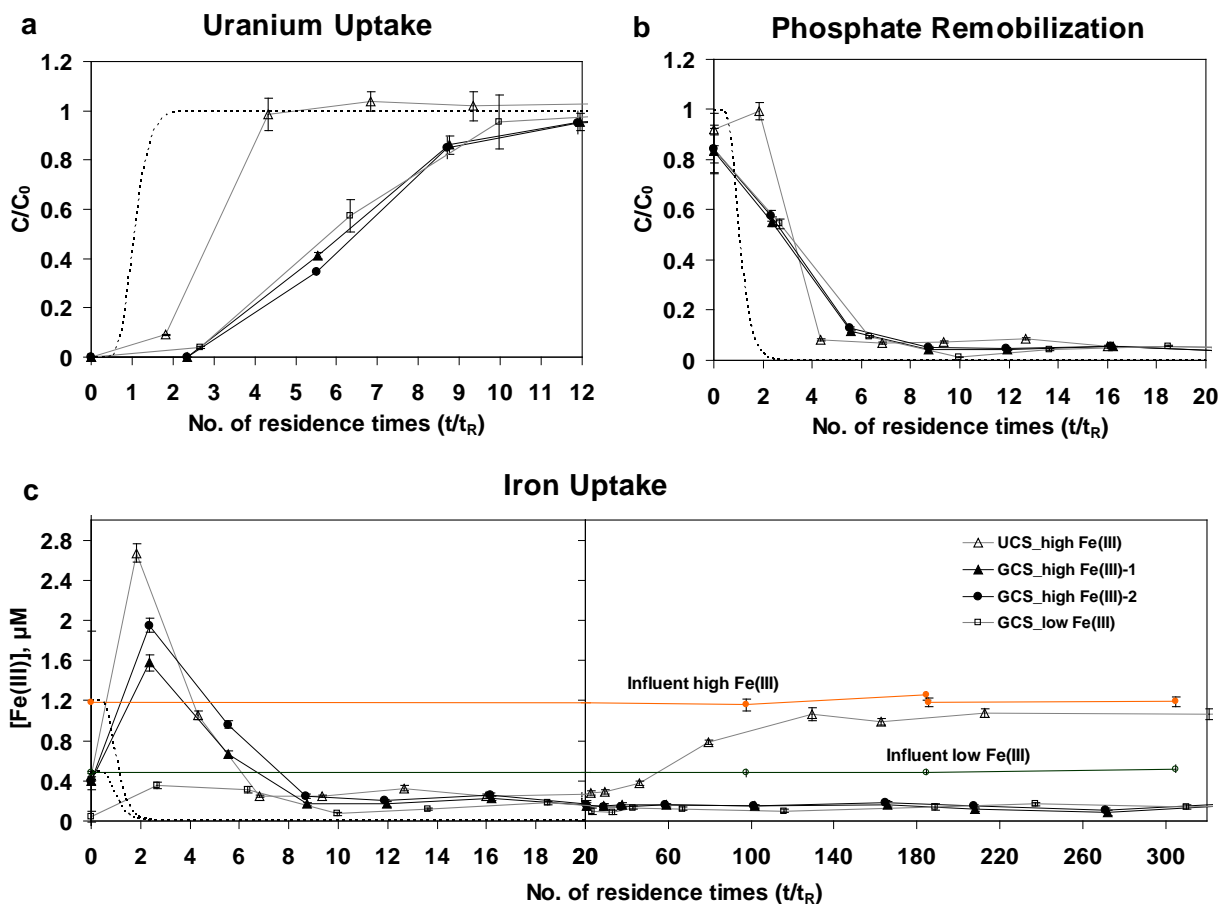 a
Uranium Uptake
C/C0
1.2
1
0.8
0.6
0.4
0.2
0
0 1 2 3 4 5 6 7 8 9 10 11 12
No. of residence times (t/tR)
b
Phosphate Remobilization
C/C0
1.2
1
0.8
0.6
0.4
0.2
0
0 2 4 6 8 10 12 14 16 18 20
No. of residence times (t/tR)
c
Iron Uptake
[Fe(III)], µM
2.8
2.4
2
1.6
1.2
0.8
0.4
0
UCS_high Fe(III)
GCS_high Fe(III)-1
GCS_high Fe(III)-2
GCS_low Fe(III)
Influent high Fe(III)
Influent low Fe(III)
0 2 4 6 8 10 12 14 16 18 20 60 100 140 180 220 260 300
No. of residence times (t/tR)